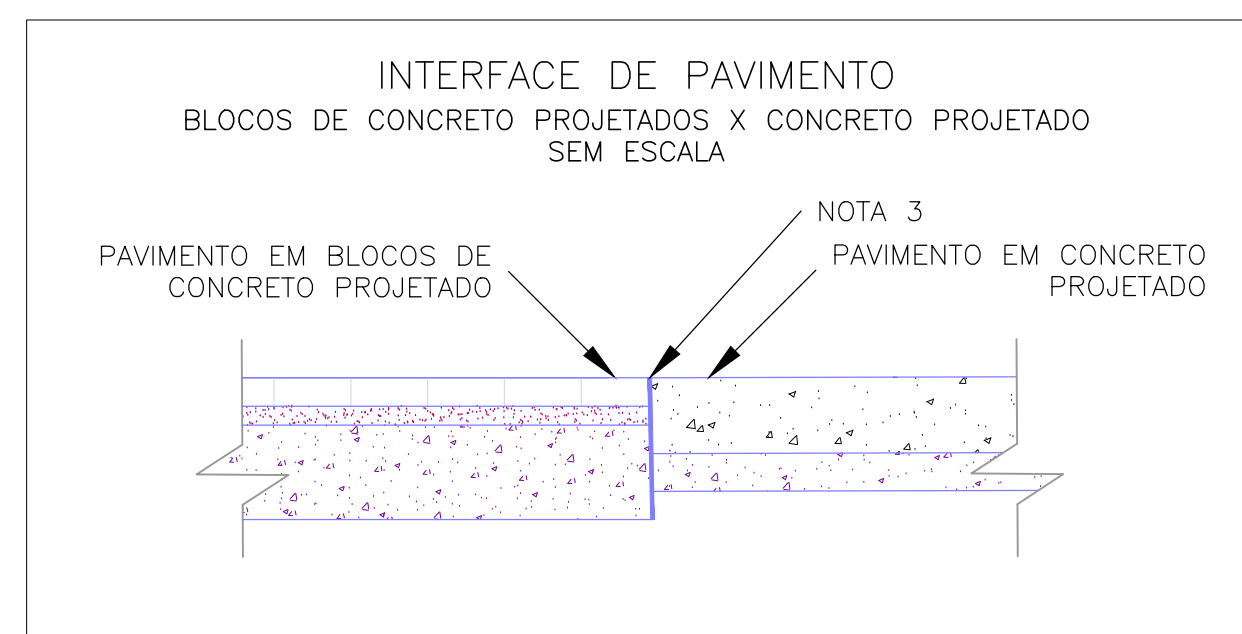 INTERFACE DE PAVIMENTO
BLOCOS DE CONCRETO PROJETADOS X CONCRETO PROJETADO
SEM ESCALA
NOTA 3
PAVIMENTO EM BLOCOS DE
CONCRETO PROJETADO
PAVIMENTO EM CONCRETO
PROJETADO